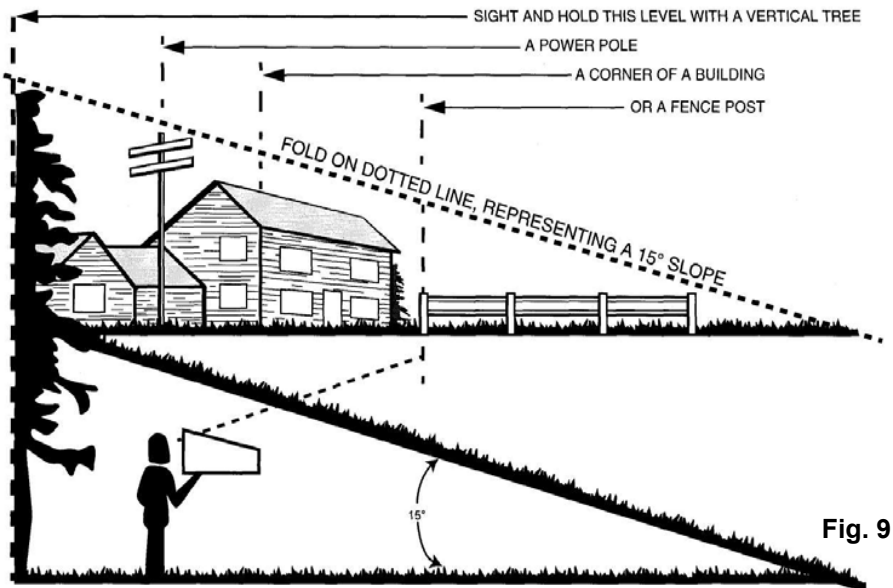 SIGHT AND HOLD THIS LEVEL WITH A VERTICAL TREE
A POWER POLE
A CORNER OF A BUILDING
OR A FENCE POST
FOLD ON DOTTED LINE, REPRESENTING A 15° SLOPE
15°
Fig. 9